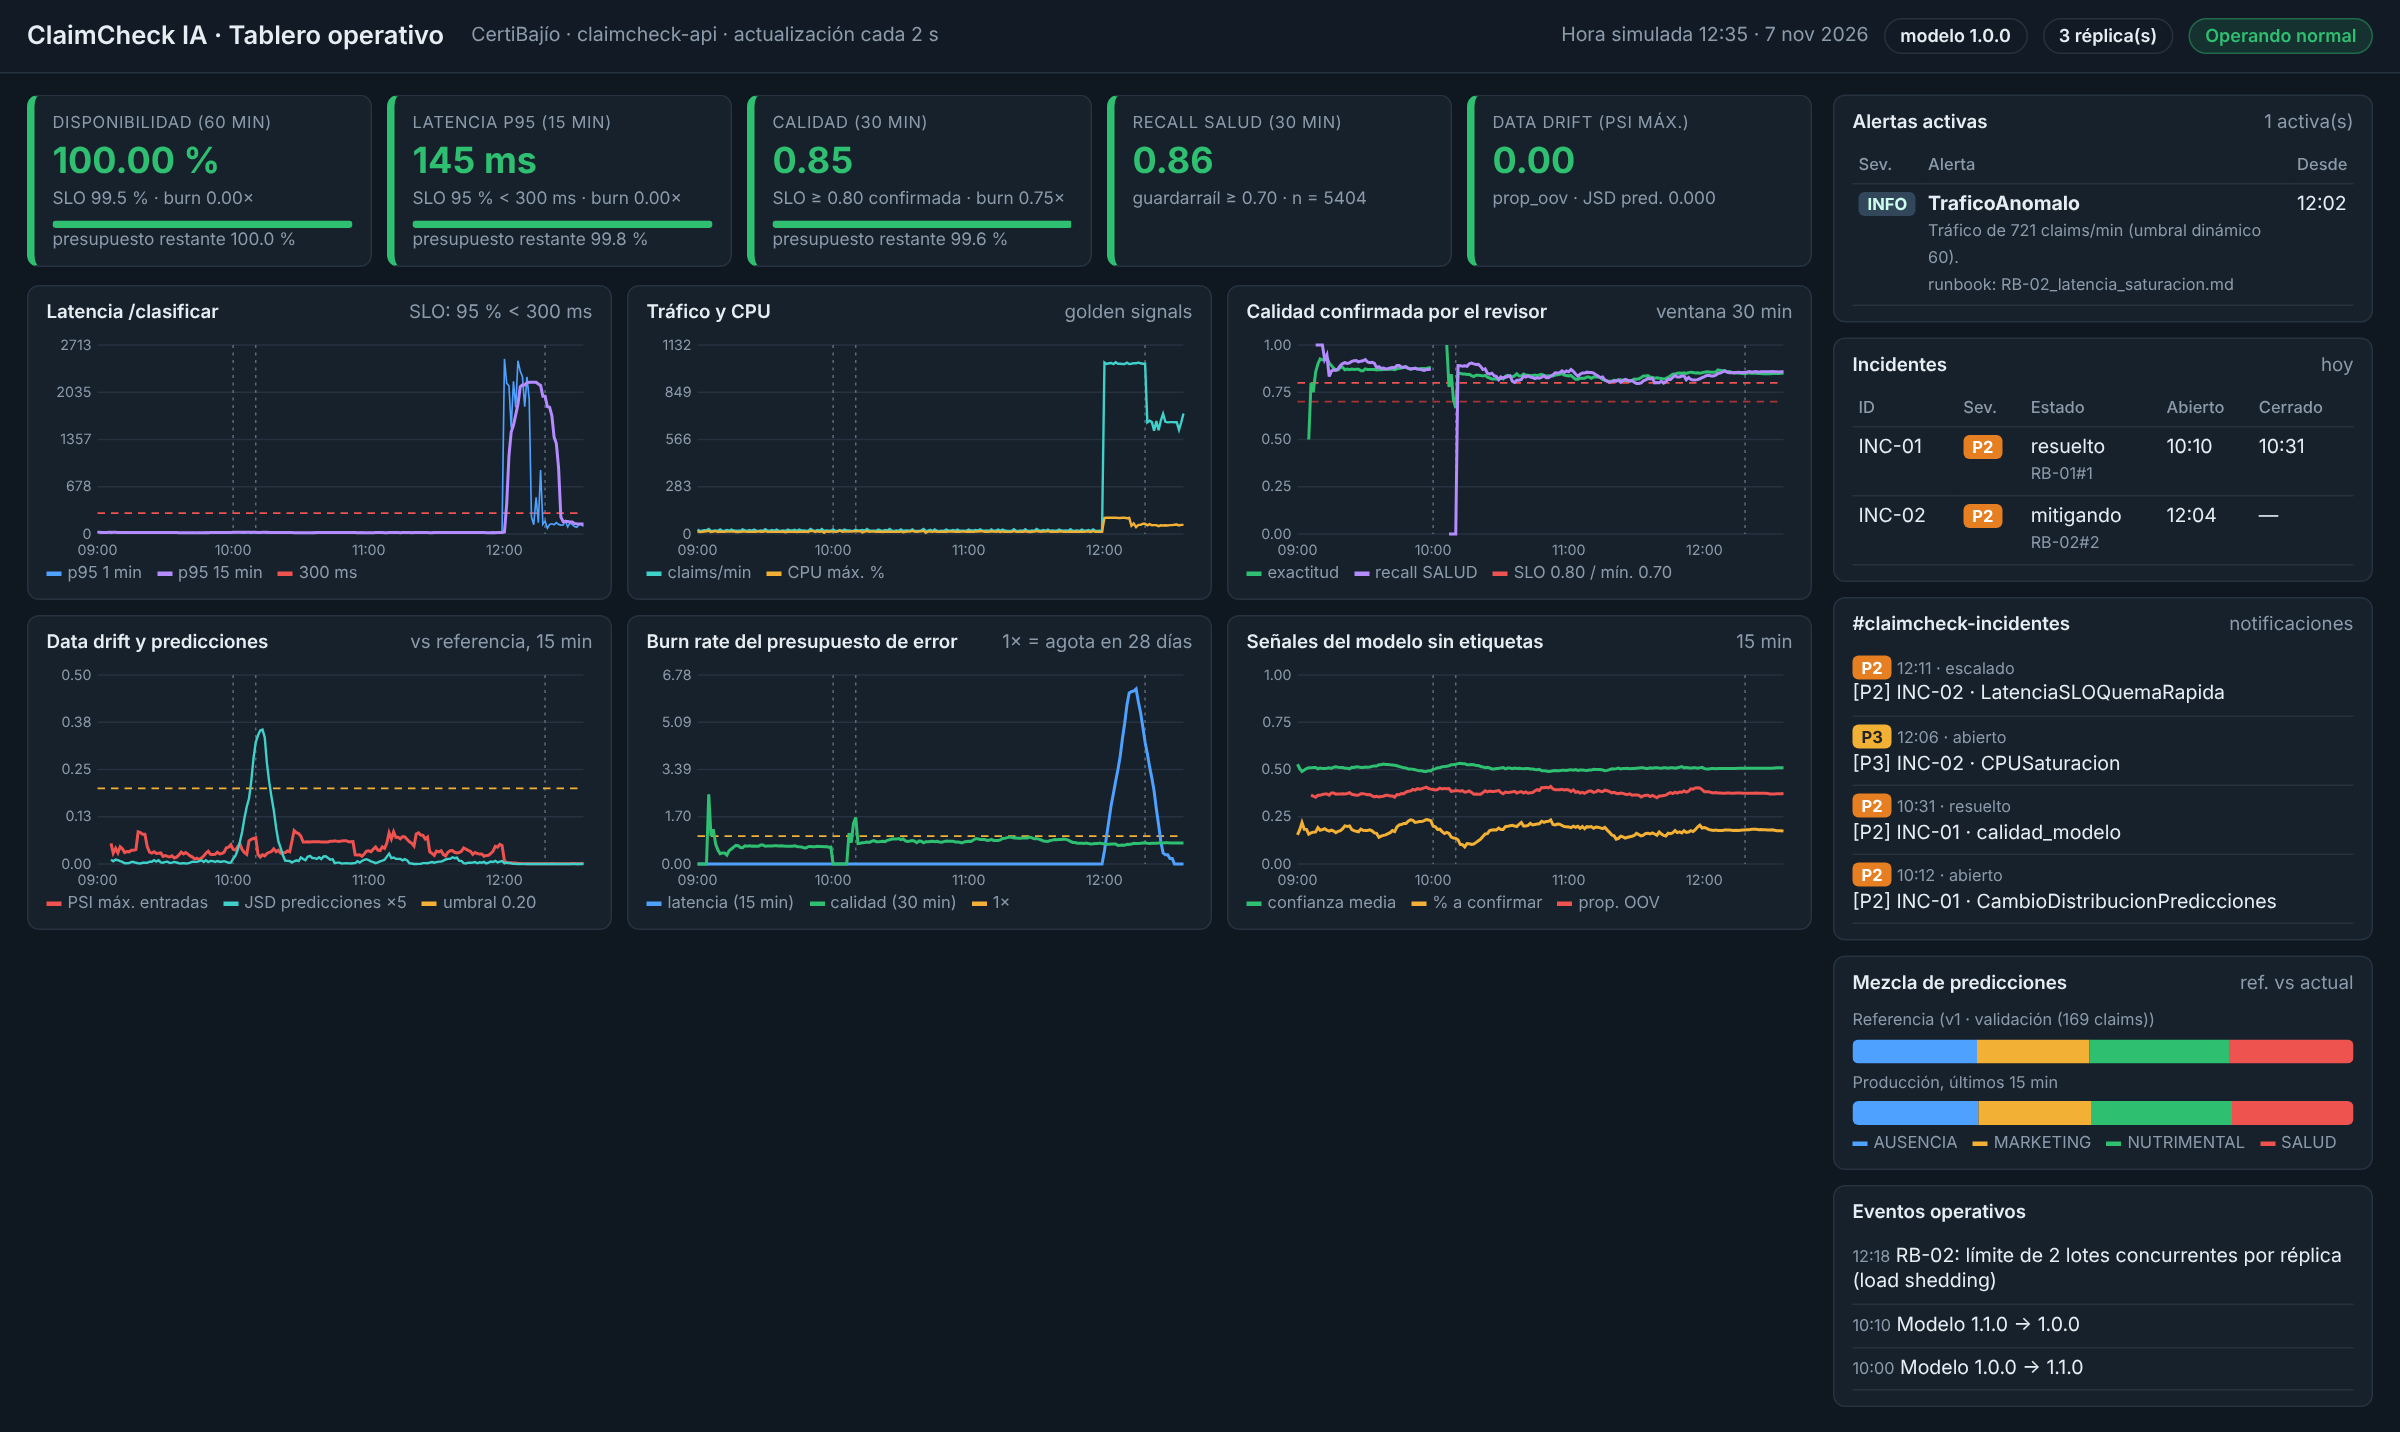 ClaimCheck IA · Tablero operativo
CertiBajío · claimcheck-api · actualización cada 2 s
Hora simulada 12:35 · 7 nov 2026
modelo 1.0.0
3 réplica(s)
Operando normal
DISPONIBILIDAD (60 MIN)
100.00 %
SLO 99.5 % · burn 0.00×
presupuesto restante 100.0 %
LATENCIA P95 (15 MIN)
145 ms
SLO 95 % < 300 ms · burn 0.00×
presupuesto restante 99.8 %
CALIDAD (30 MIN)
0.85
SLO ≥ 0.80 confirmada · burn 0.75×
presupuesto restante 99.6 %
RECALL SALUD (30 MIN)
0.86
guardarraíl ≥ 0.70 · n = 5404
DATA DRIFT (PSI MÁX.)
0.00
prop_oov · JSD pred. 0.000
Latencia /clasificar
SLO: 95 % < 300 ms
2713
2035
1357
678
0
09:00 10:00 11:00 12:00
p95 1 min p95 15 min 300 ms
Tráfico y CPU
golden signals
1132
849
566
283
0
09:00 10:00 11:00 12:00
claims/min CPU máx. %
Calidad confirmada por el revisor
ventana 30 min
1.00
0.75
0.50
0.25
0.00
09:00 10:00 11:00 12:00
exactitud recall SALUD SLO 0.80 / mín. 0.70
Data drift y predicciones
vs referencia, 15 min
0.50
0.38
0.25
0.13
0.00
09:00 10:00 11:00 12:00
PSI máx. entradas JSD predicciones ×5 umbral 0.20
Burn rate del presupuesto de error
1× = agota en 28 días
6.78
5.09
3.39
1.70
0.00
09:00 10:00 11:00 12:00
latencia (15 min) calidad (30 min) 1×
Señales del modelo sin etiquetas
15 min
1.00
0.75
0.50
0.25
0.00
09:00 10:00 11:00 12:00
confianza media % a confirmar prop. OOV
Alertas activas
1 activa(s)
Sev. Alerta Desde
INFO TraficoAnomalo 12:02
Tráfico de 721 claims/min (umbral dinámico
60).
runbook: RB-02_latencia_saturacion.md
Incidentes
hoy
ID Sev. Estado Abierto Cerrado
INC-01 P2 resuelto 10:10 10:31
RB-01#1
INC-02 P2 mitigando 12:04 —
RB-02#2
#claimcheck-incidentes
notificaciones
P2 12:11 · escalado
[P2] INC-02 · LatenciaSLOQuemaRapida
P3 12:06 · abierto
[P3] INC-02 · CPUSaturacion
P2 10:31 · resuelto
[P2] INC-01 · calidad_modelo
P2 10:12 · abierto
[P2] INC-01 · CambioDistribucionPredicciones
Mezcla de predicciones
ref. vs actual
Referencia (v1 · validación (169 claims))
Producción, últimos 15 min
AUSENCIA MARKETING NUTRIMENTAL SALUD
Eventos operativos
12:18 RB-02: límite de 2 lotes concurrentes por réplica
(load shedding)
10:10 Modelo 1.1.0 → 1.0.0
10:00 Modelo 1.0.0 → 1.1.0